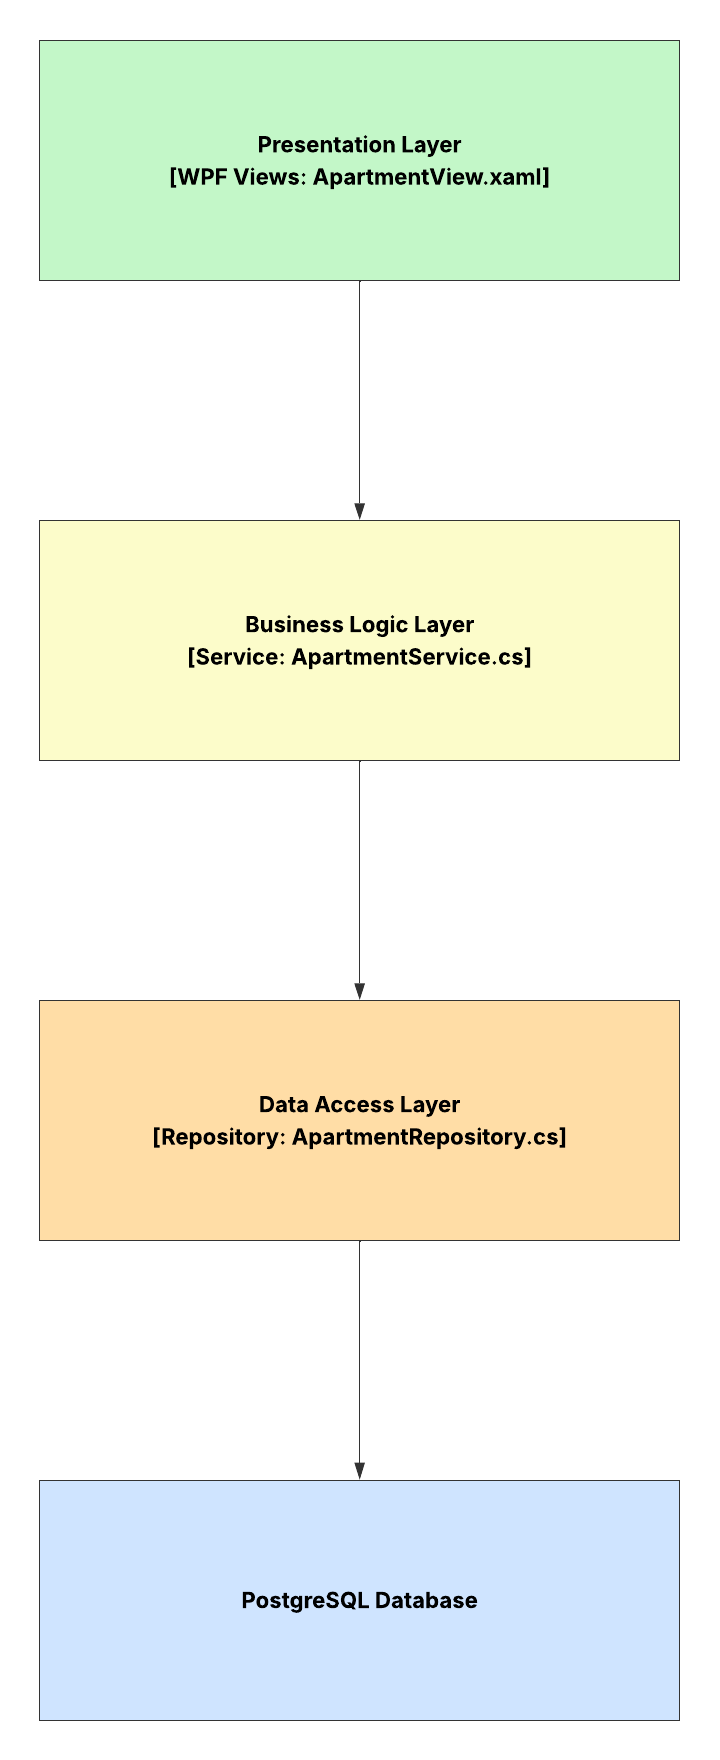 Presentation Layer
[WPF Views: ApartmentView.xaml]
Business Logic Layer
[Service: ApartmentService.cs]
Data Access Layer
[Repository: ApartmentRepository.cs]
PostgreSQL Database